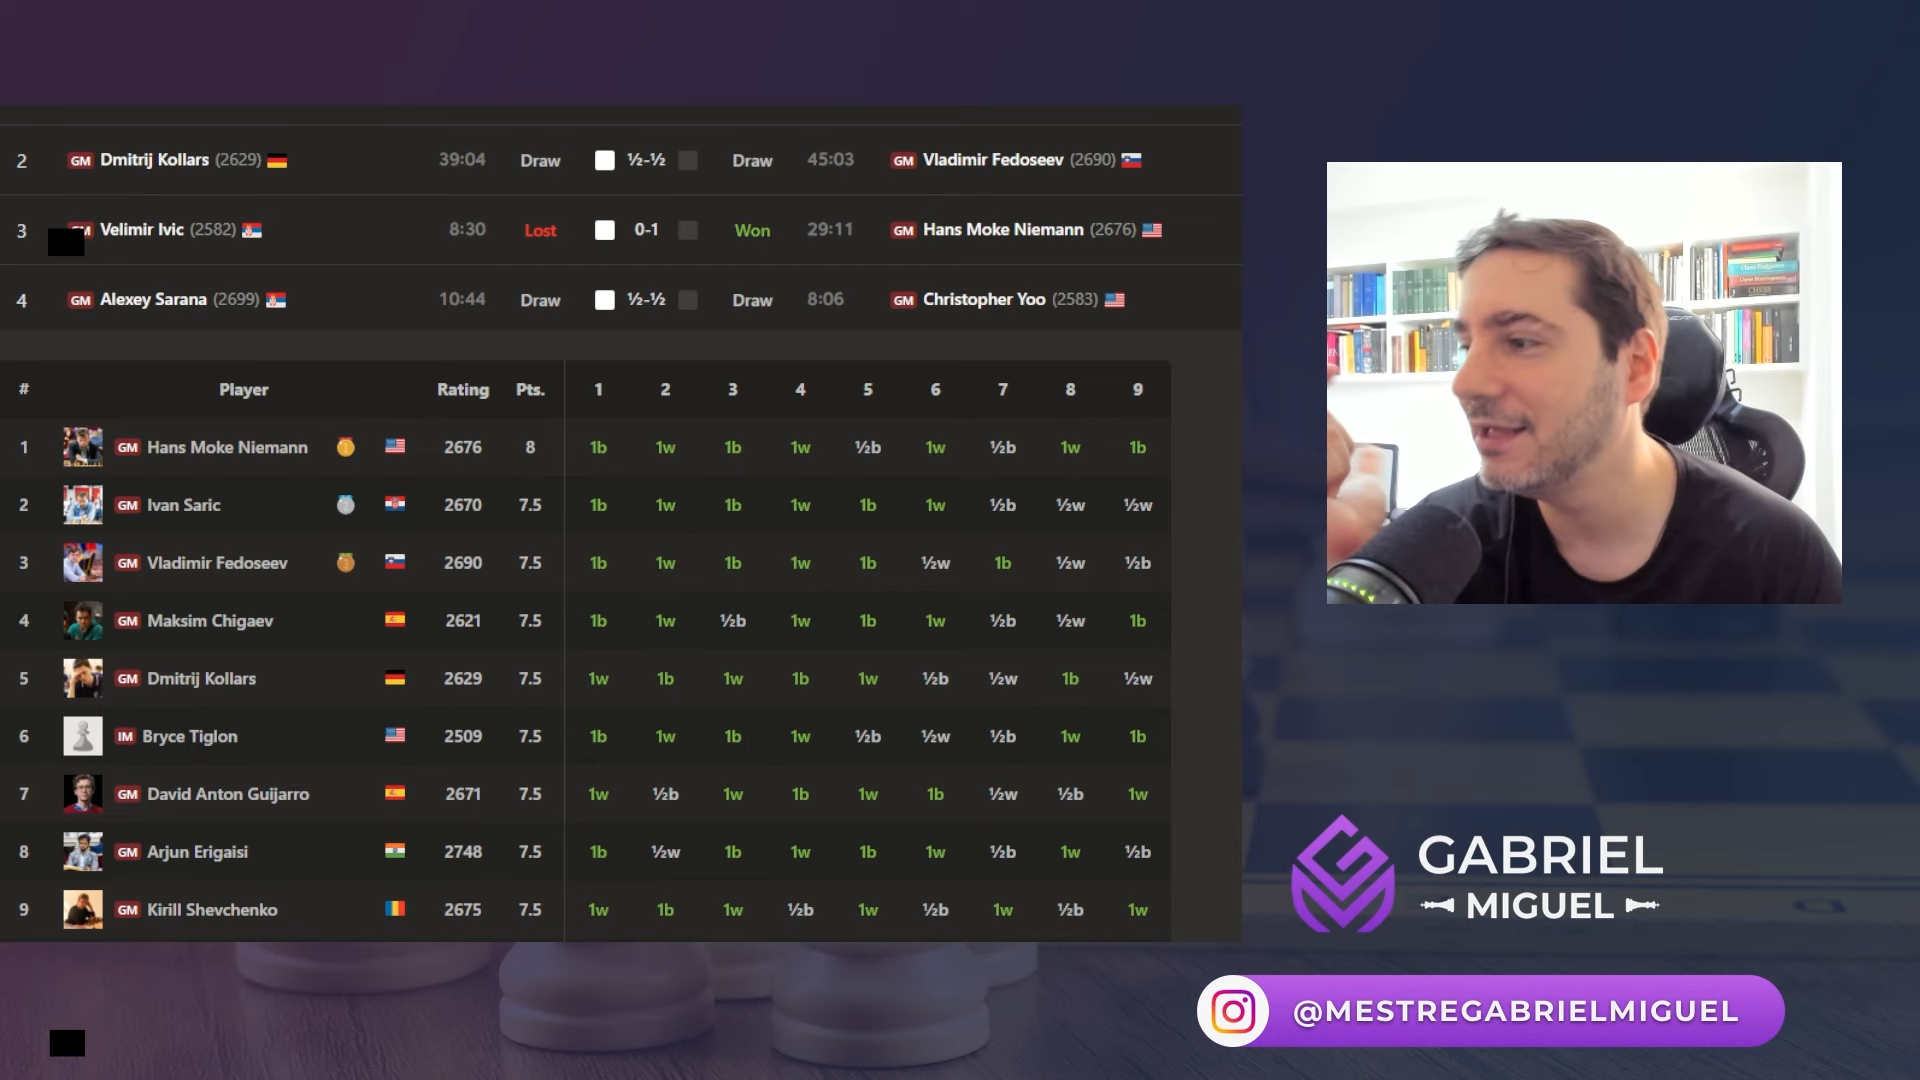 2 GM Dmitrij Kollars (2629) 39:04 Draw ½-½ Draw 45:03 GM Vladimir Fedoseev (2690)
3 Velimir Ivic (2582) 8:30 Lost 0-1 Won 29:11 GM Hans Moke Niemann (2676)
4 GM Alexey Sarana (2699) 10:44 Draw ½-½ Draw 8:06 GM Christopher Yoo (2583)
# Player Rating Pts. 1 2 3 4 5 6 7 8 9
1 GM Hans Moke Niemann 2676 8 1b 1w 1b 1w ½b 1w ½b 1w 1b
2 GM Ivan Saric 2670 7.5 1b 1w 1b 1w 1b 1w ½b ½w ½w
3 GM Vladimir Fedoseev 2690 7.5 1b 1w 1b 1w 1b ½w 1b ½w ½b
4 GM Maksim Chigaev 2621 7.5 1b 1w ½b 1w 1b 1w ½b ½w 1b
5 GM Dmitrij Kollars 2629 7.5 1w 1b 1w 1b 1w ½b ½w 1b ½w
6 IM Bryce Tiglon 2509 7.5 1b 1w 1b 1w ½b ½w ½b 1w 1b
7 GM David Anton Guijarro 2671 7.5 1w ½b 1w 1b 1w 1b ½w ½b 1w
8 GM Arjun Erigaisi 2748 7.5 1b ½w 1b 1w 1b 1w ½b 1w ½b
9 GM Kirill Shevchenko 2675 7.5 1w 1b 1w ½b 1w ½b 1w ½b 1w
GABRIEL
MIGUEL
@MESTREGABRIELMIGUEL